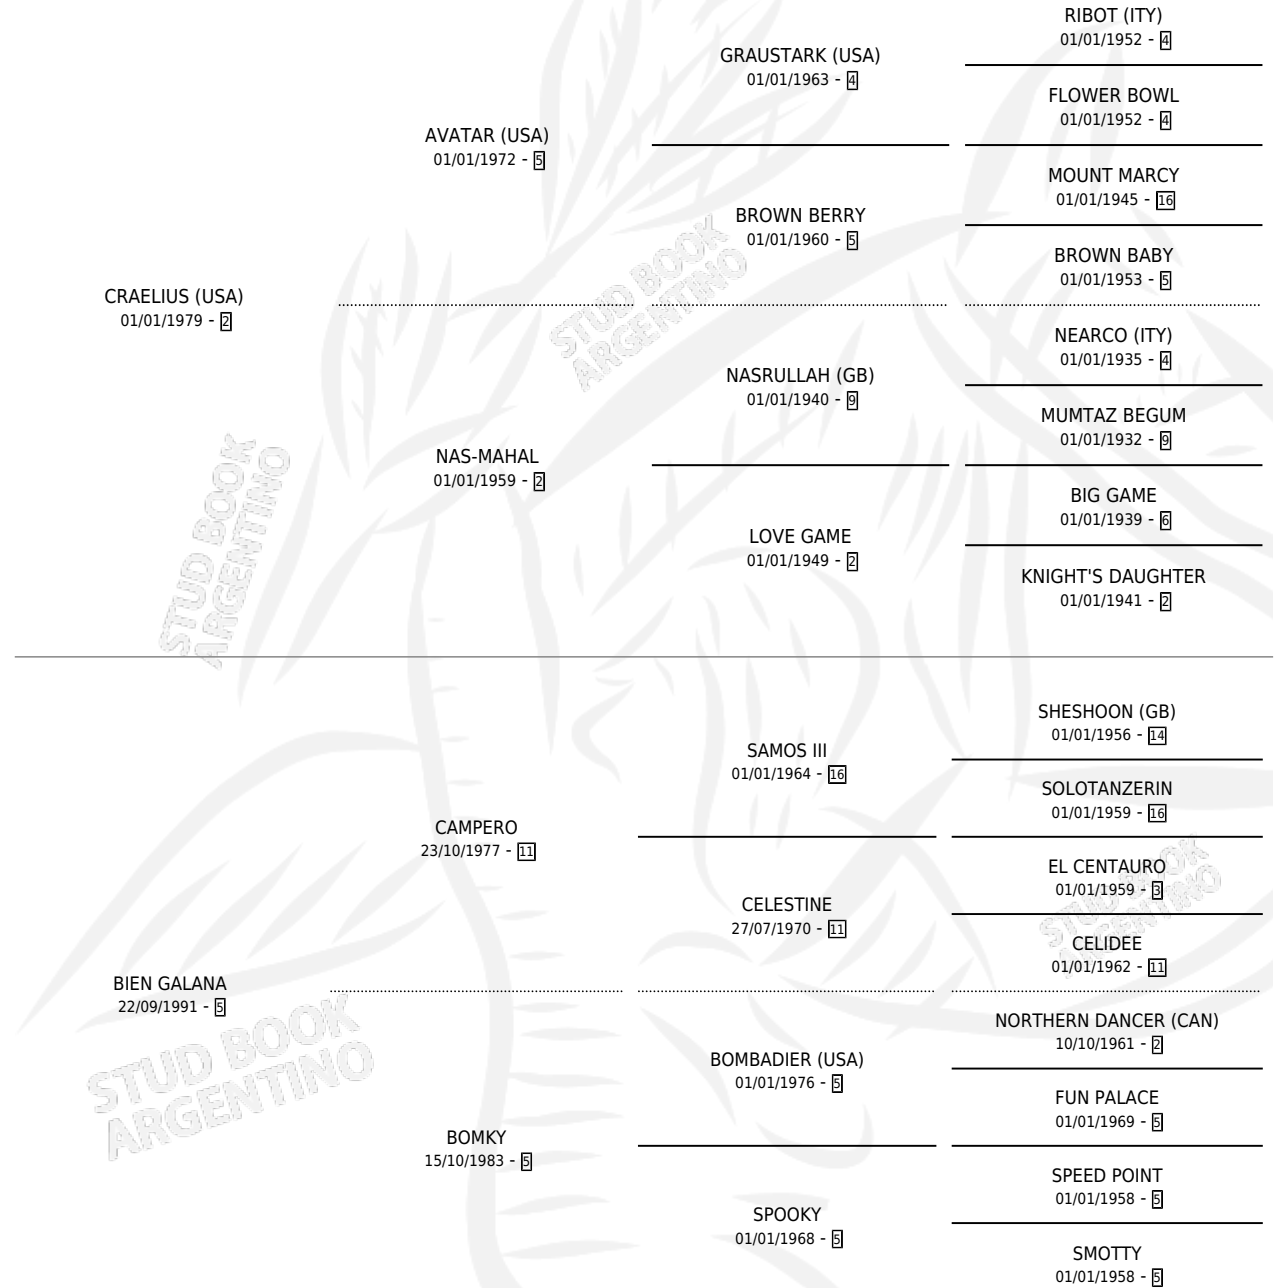 RIBOT (ITY)
01/01/1952 - 4
GRAUSTARK (USA)
01/01/1963 - 4
FLOWER BOWL
01/01/1952 - 4
AVATAR (USA)
01/01/1972 - 5
MOUNT MARCY
01/01/1945 - 16
BROWN BERRY
01/01/1960 - 5
BROWN BABY
01/01/1953 - 5
CRAELIUS (USA)
01/01/1979 - 2
STUD BOOK
ARGENTINO
NEARCO (ITY)
01/01/1935 - 4
NASRULLAH (GB)
01/01/1940 - 9
MUMTAZ BEGUM
01/01/1932 - 9
NAS-MAHAL
01/01/1959 - 2
BIG GAME
01/01/1939 - 6
LOVE GAME
01/01/1949 - 2
KNIGHT'S DAUGHTER
01/01/1941 - 2
STUD BOOK
ARGENTINO
SHESHOON (GB)
01/01/1956 - 14
SAMOS III
01/01/1964 - 16
SOLOTANZERIN
01/01/1959 - 16
CAMPERO
23/10/1977 - 11
EL CENTAURO
01/01/1959 - 3
CELESTINE
27/07/1970 - 11
STUD BOOK
ARGENTINO
CELIDEE
01/01/1962 - 11
BIEN GALANA
22/09/1991 - 5
NORTHERN DANCER (CAN)
10/10/1961 - 2
BOMBADIER (USA)
01/01/1976 - 5
STUD BOOK
ARGENTINO
FUN PALACE
01/01/1969 - 5
BOMKY
15/10/1983 - 5
SPEED POINT
01/01/1958 - 5
SPOOKY
01/01/1968 - 5
SMOTTY
01/01/1958 - 5